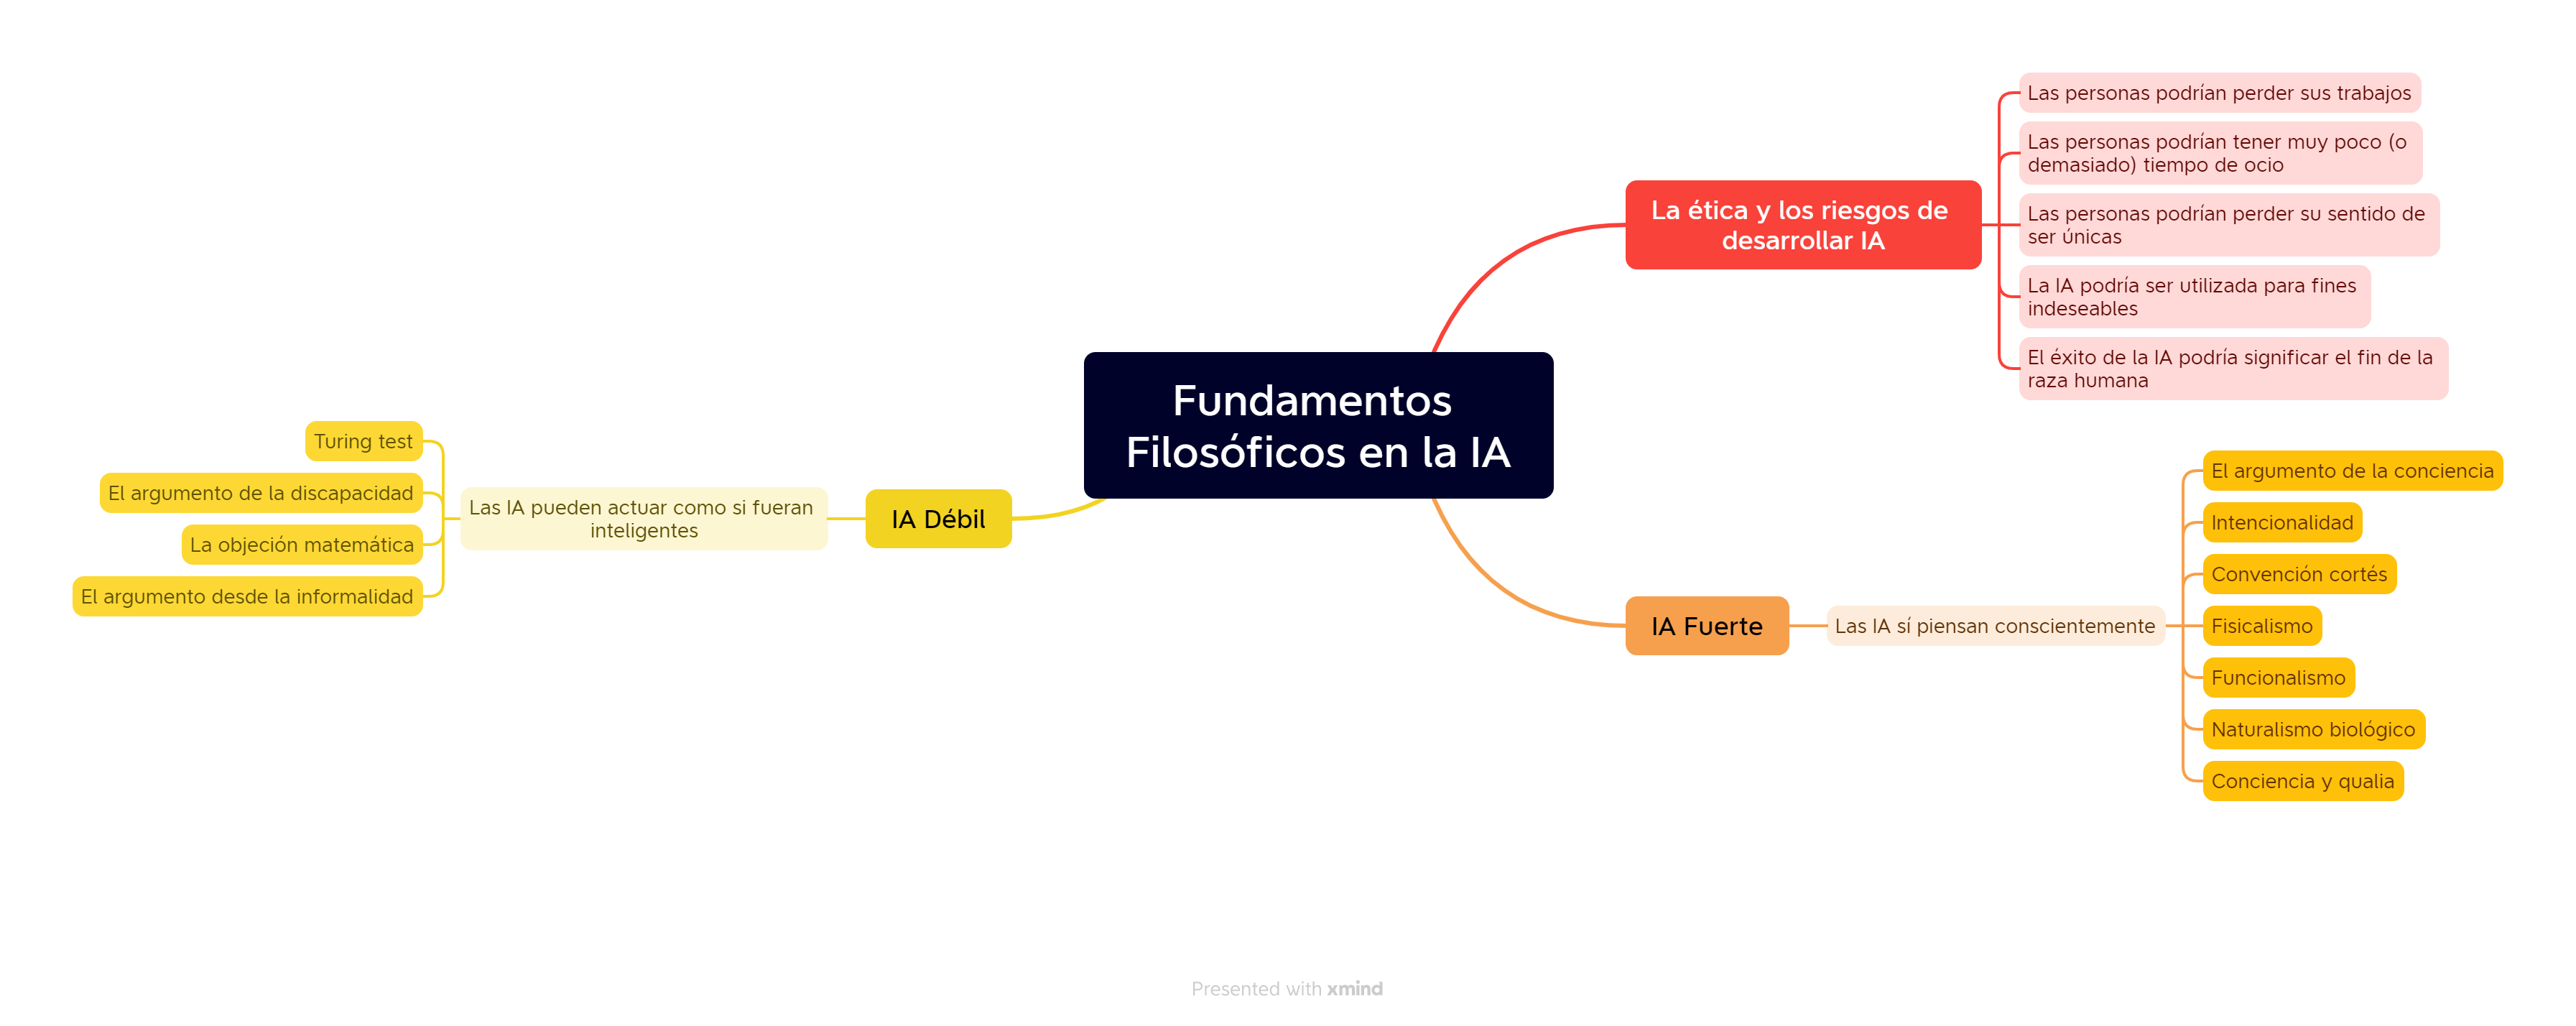 Fundamentos
Filosóficos en la IA
La ética y los riesgos de
desarrollar IA
Las personas podrían perder sus trabajos
Las personas podrían tener muy poco (o
demasiado) tiempo de ocio
Las personas podrían perder su sentido de
ser únicas
La IA podría ser utilizada para fines
indeseables
El éxito de la IA podría significar el fin de la
raza humana
IA Fuerte
Las IA sí piensan conscientemente
El argumento de la conciencia
Intencionalidad
Convención cortés
Fisicalismo
Funcionalismo
Naturalismo biológico
Conciencia y qualia
IA Débil
Las IA pueden actuar como si fueran
inteligentes
Turing test
El argumento de la discapacidad
La objeción matemática
El argumento desde la informalidad
Presented with xmind